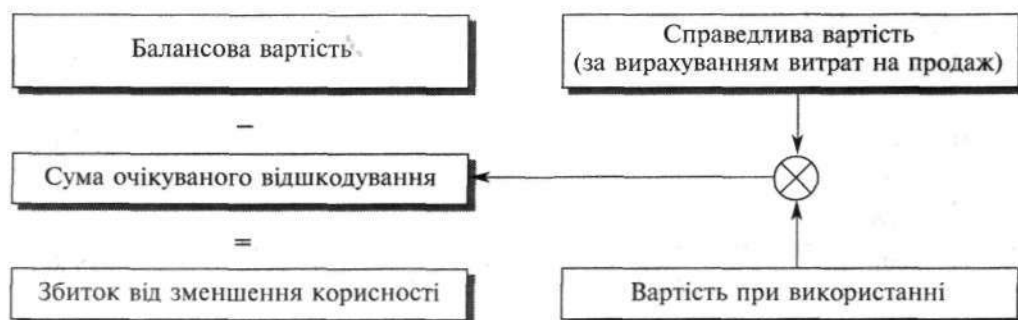 Балансова вартість
Справедлива вартість
(за вирахуванням витрат на продаж)
–
Сума очікуваного відшкодування
=
Збиток від зменшення корисності
Вартість при використанні